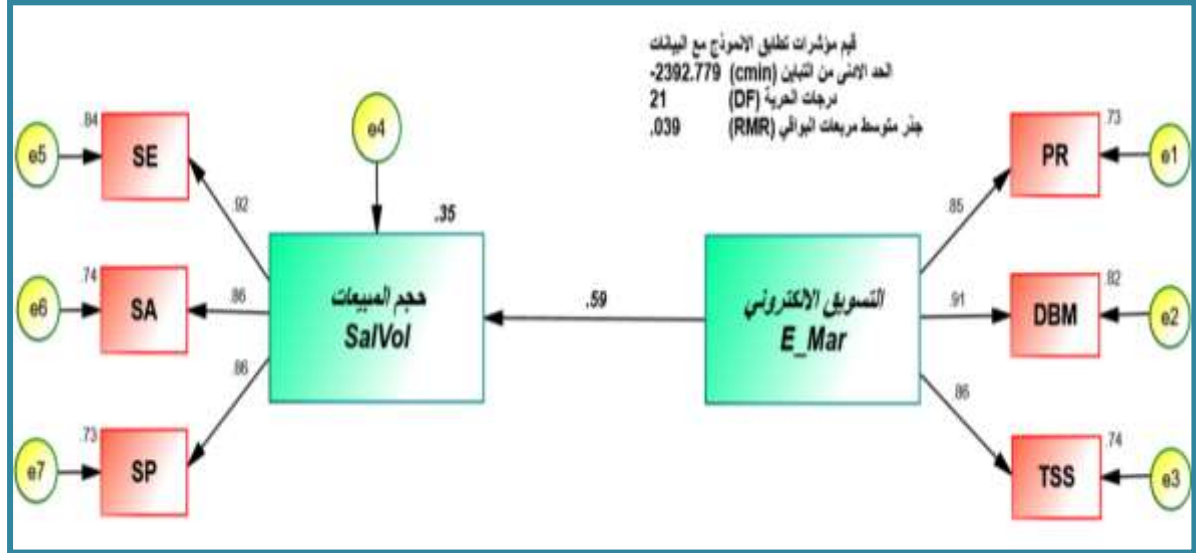 قيم مؤشرات تطابق الانموذج مع البيانات
الحد الادنى من التباين (cmin) 2392.779-
درجات الحرية (DF) 21
جذر متوسط مربعات البواقي (RMR) .039
e4
.84
e5
SE
.92
.35
.73
PR
e1
.85
.74
e6
SA
.86
حجم المبيعات
SalVol
.59
التسويق الالكتروني
E_Mar
.91
.82
DBM
e2
.86
.73
e7
SP
.86
.74
TSS
e3